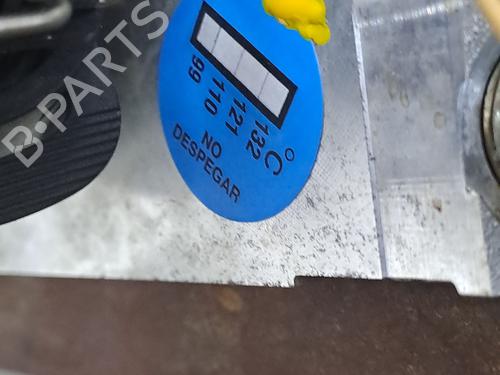 B-PARTS
°C
132
121
110
99
NO
DESPEGAR